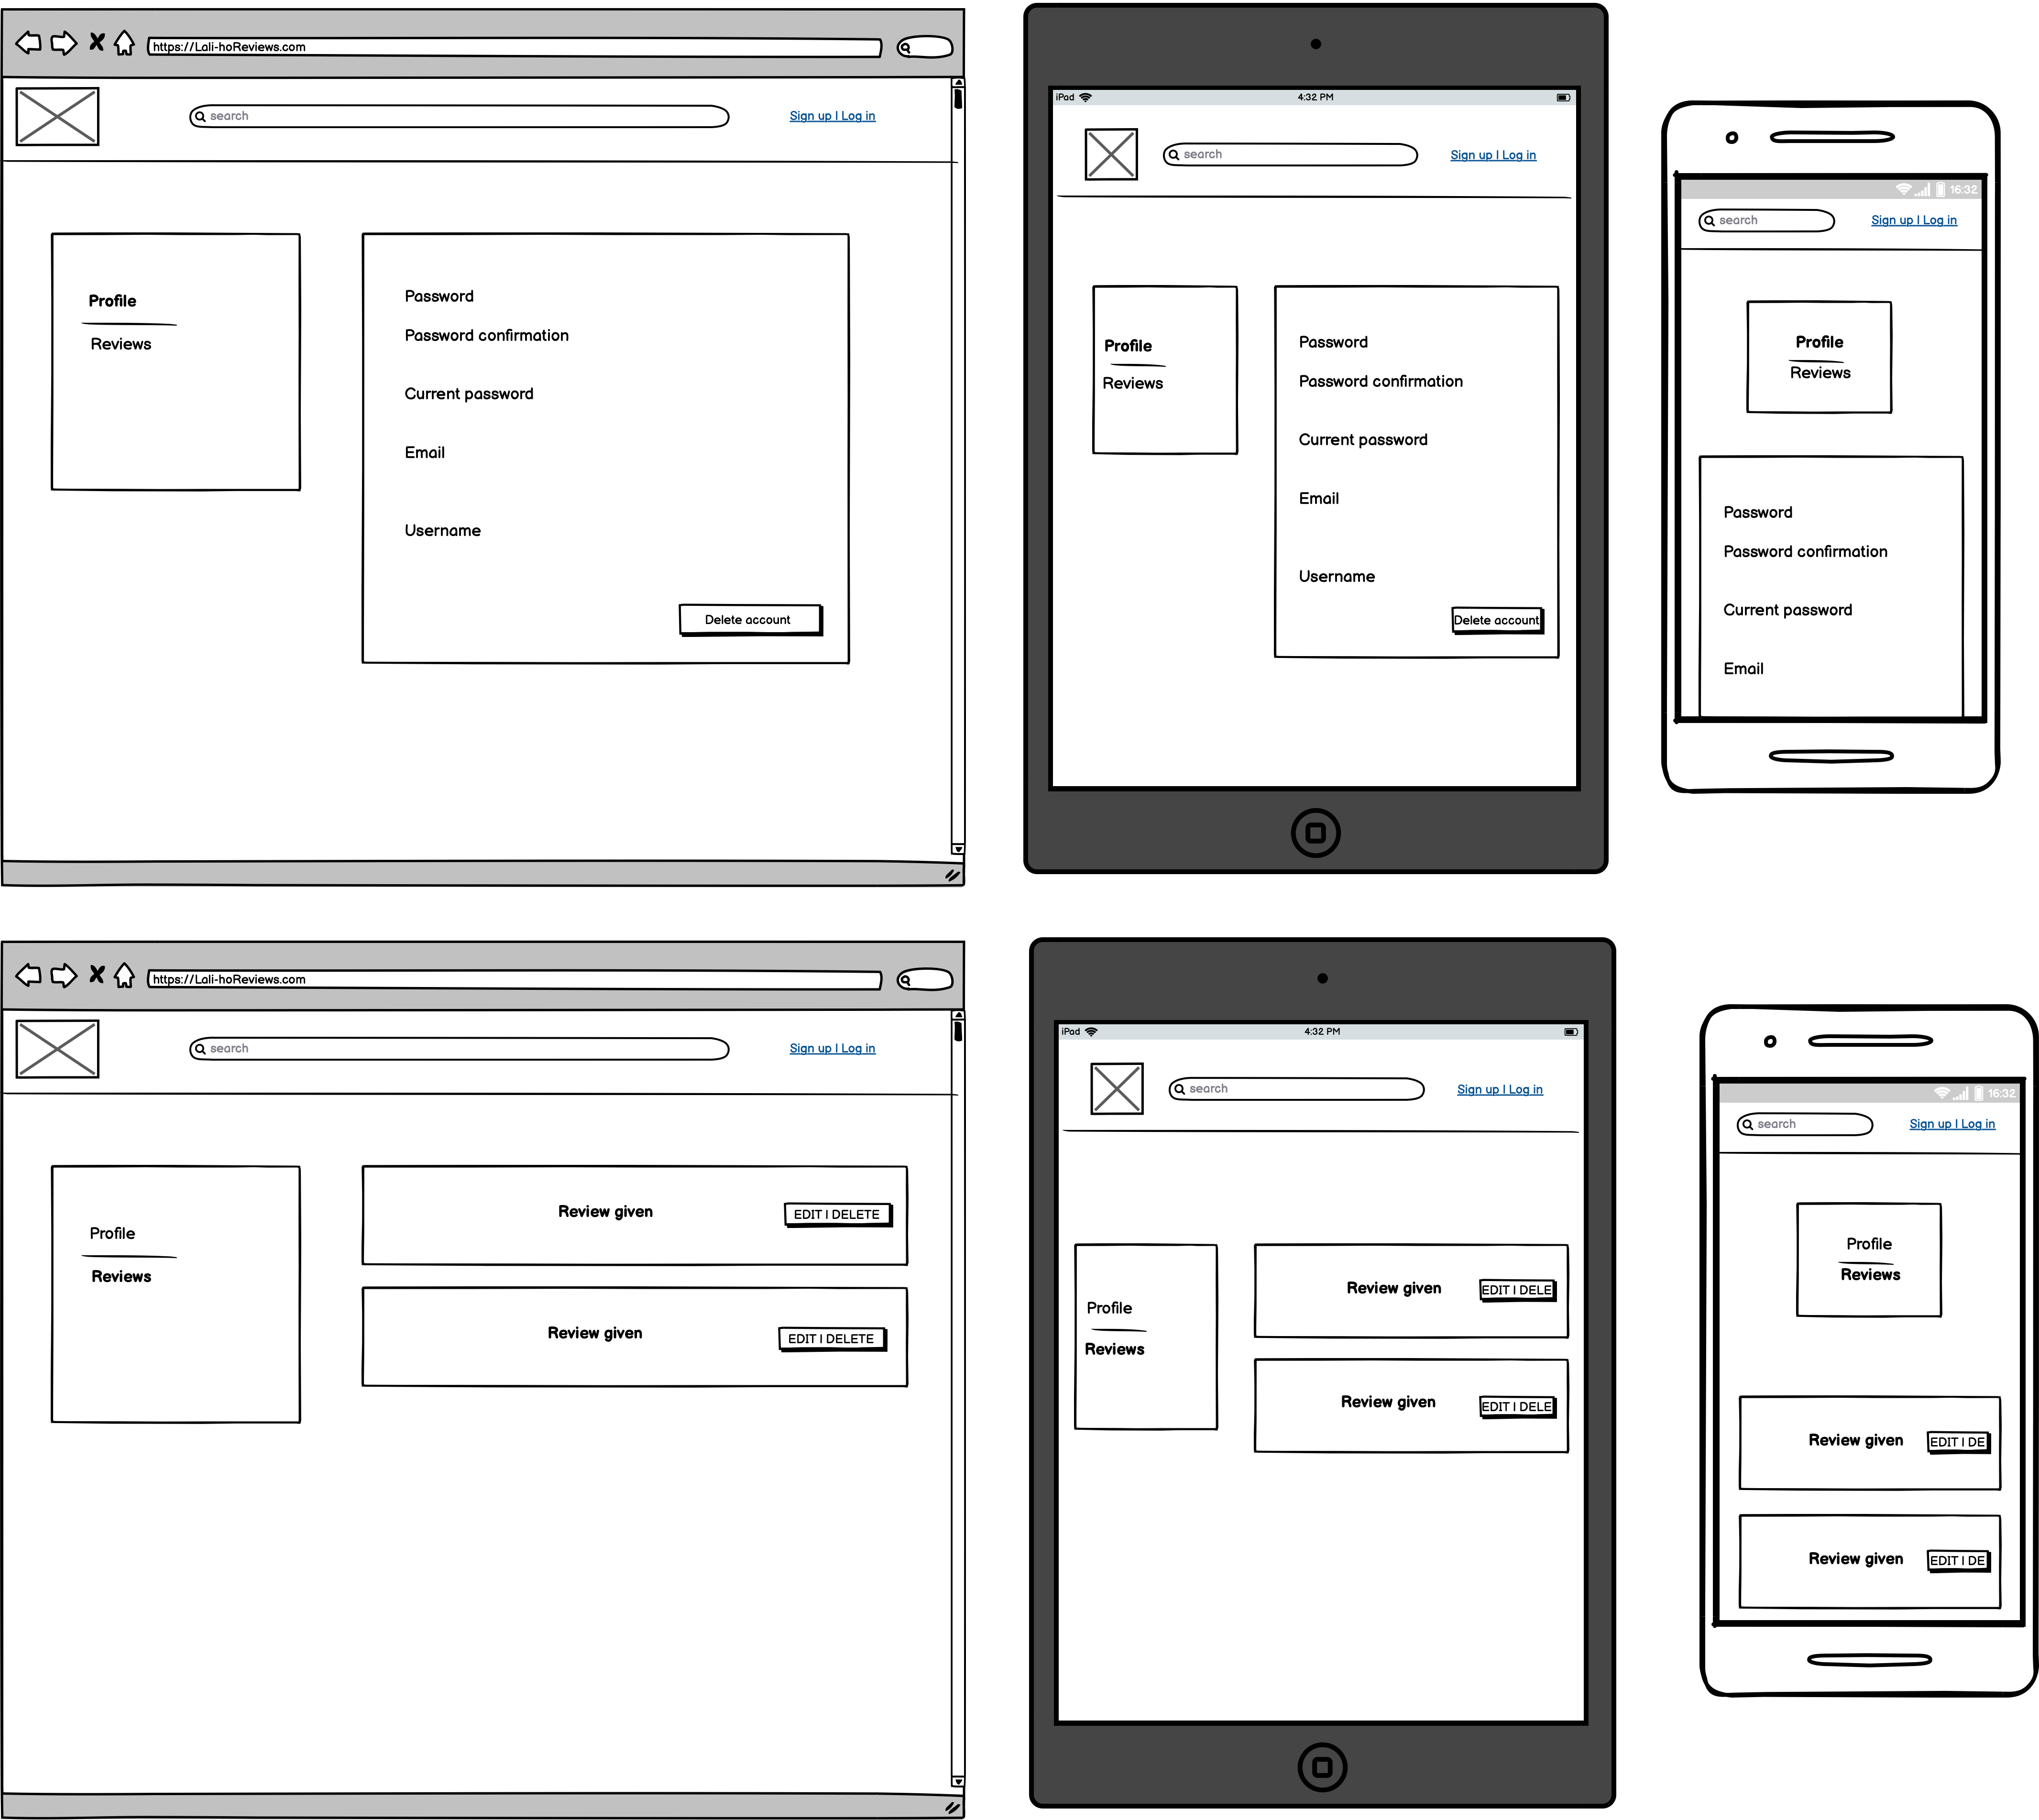 https://Lali-hoReviews.com
search
Sign up | Log in
Profile
Reviews
Password
Password confirmation
Current password
Email
Username
Delete account
iPad
4:32 PM
search
Sign up | Log in
Profile
Reviews
Password
Password confirmation
Current password
Email
Username
Delete account
16:32
search
Sign up | Log in
Profile
Reviews
Password
Password confirmation
Current password
Email
https://Lali-hoReviews.com
search
Sign up | Log in
Profile
Reviews
Review given
EDIT | DELETE
Review given
EDIT | DELETE
iPad
4:32 PM
search
Sign up | Log in
Profile
Reviews
Review given
EDIT | DELE
Review given
EDIT | DELE
16:32
search
Sign up | Log in
Profile
Reviews
Review given
EDIT | DE
Review given
EDIT | DE